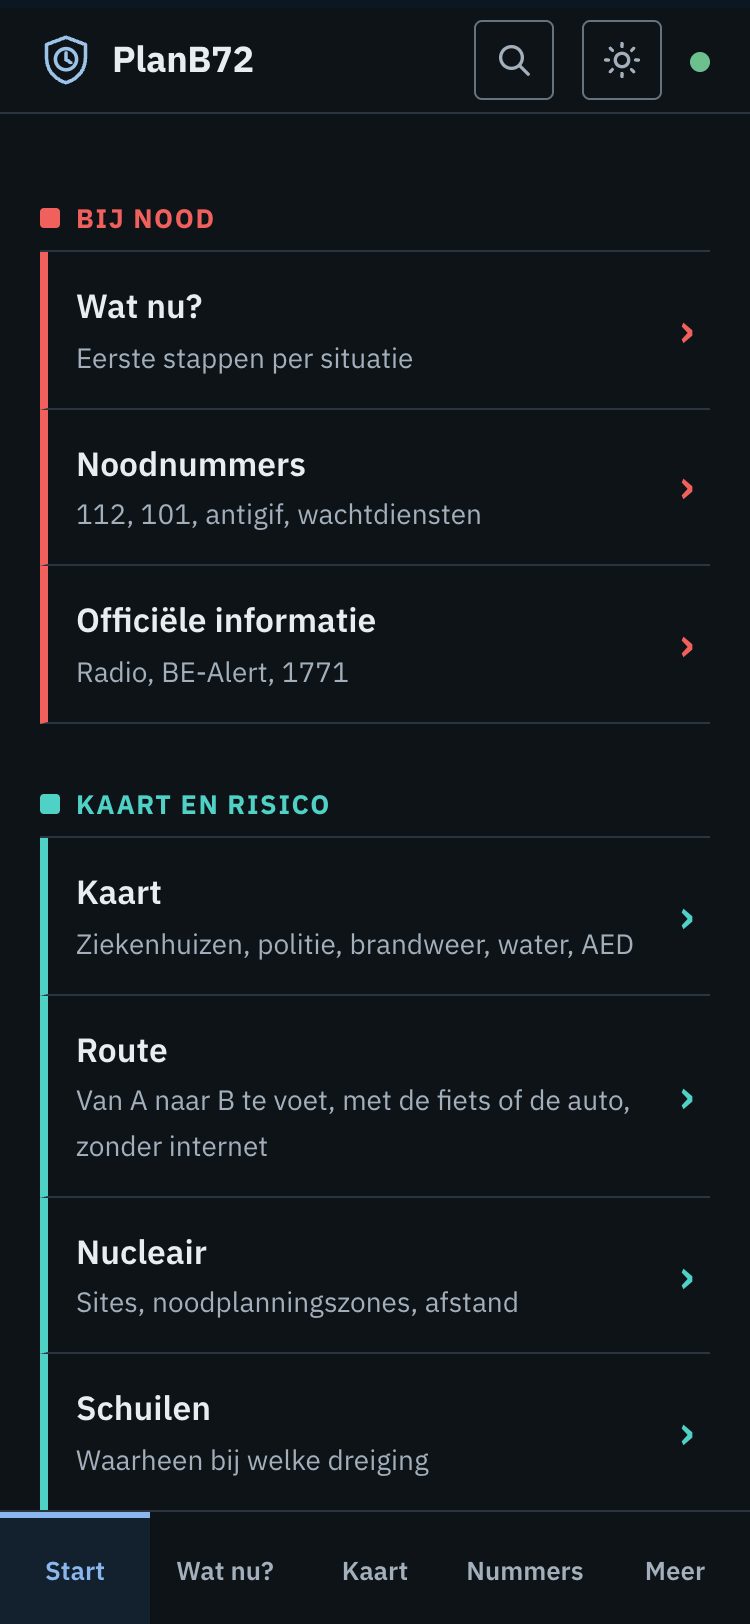 PlanB72
BIJ NOOD
Wat nu?
Eerste stappen per situatie
Noodnummers
112, 101, antigif, wachtdiensten
Officiële informatie
Radio, BE-Alert, 1771
KAART EN RISICO
Kaart
Ziekenhuizen, politie, brandweer, water, AED
Route
Van A naar B te voet, met de fiets of de auto,
zonder internet
Nucleair
Sites, noodplanningszones, afstand
Schuilen
Waarheen bij welke dreiging
Start
Wat nu?
Kaart
Nummers
Meer